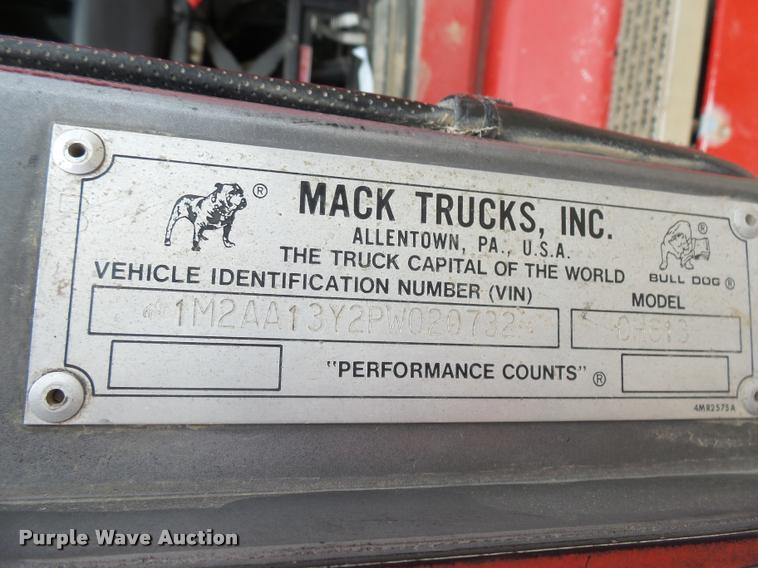 MACK TRUCKS, INC.
ALLENTOWN, PA., U.S.A.
THE TRUCK CAPITAL OF THE WORLD
BULL DOG ®
VEHICLE IDENTIFICATION NUMBER (VIN)
MODEL
1M2AA13Y2PW020732
CH613
"PERFORMANCE COUNTS" ®
4MR2575A
Purple Wave Auction